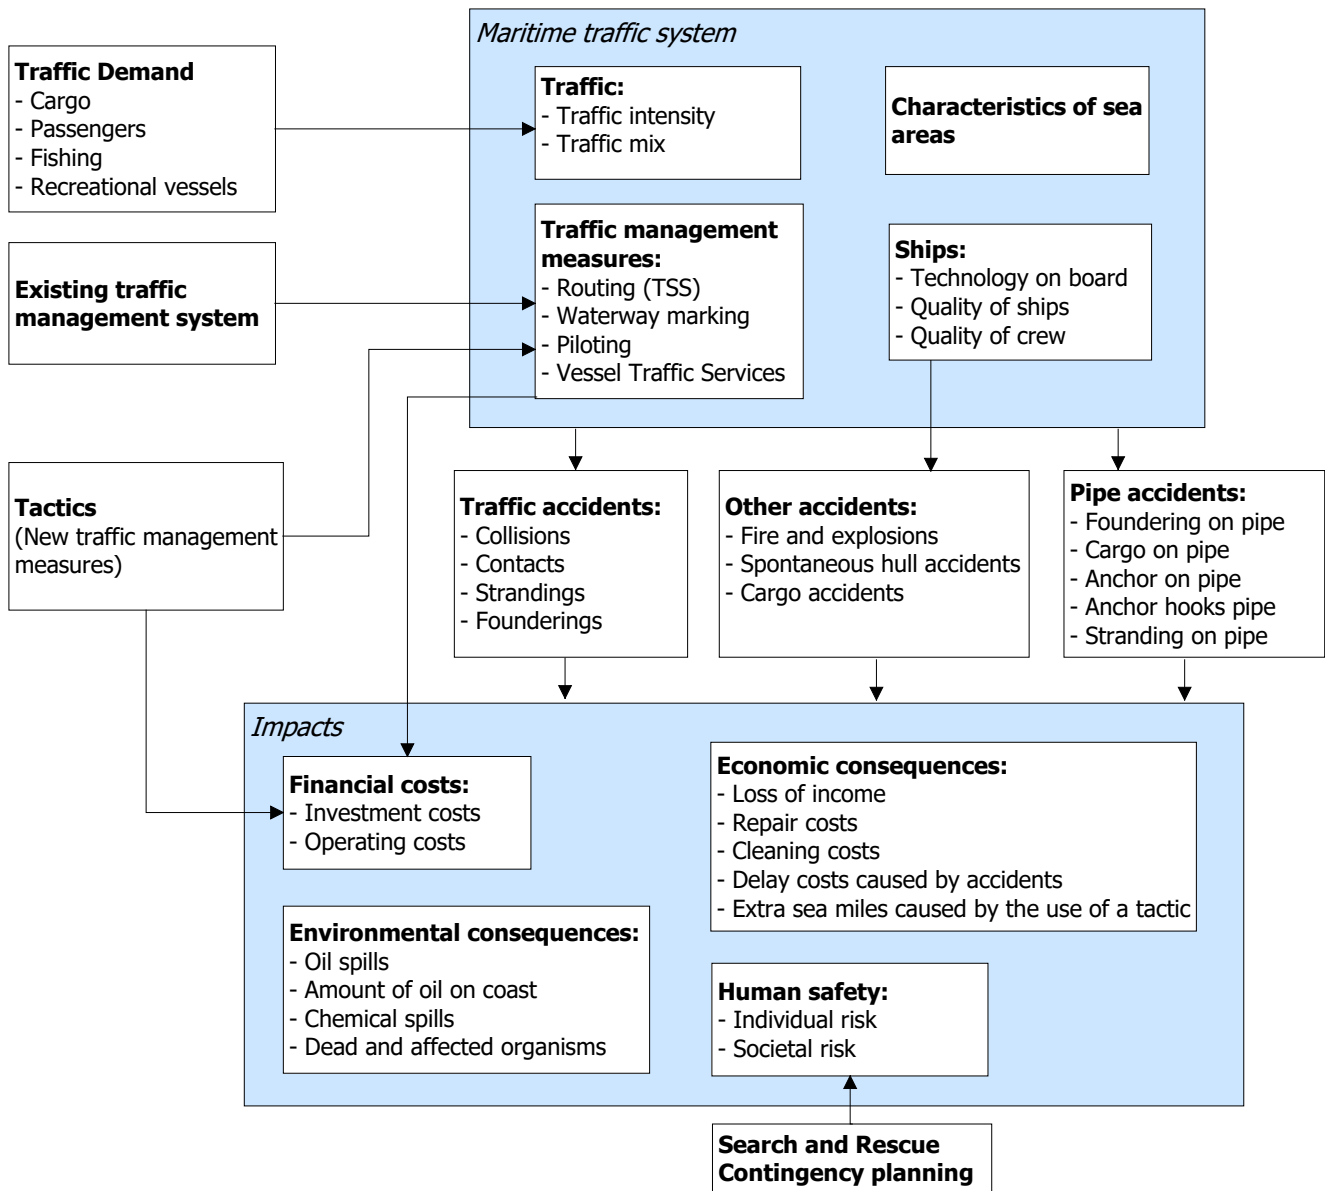 Maritime traffic system
Traffic Demand
- Cargo
- Passengers
- Fishing
- Recreational vessels
Traffic:
- Traffic intensity
- Traffic mix
Characteristics of sea
areas
Existing traffic
management system
Traffic management
measures:
- Routing (TSS)
- Waterway marking
- Piloting
- Vessel Traffic Services
Ships:
- Technology on board
- Quality of ships
- Quality of crew
Tactics
(New traffic management
measures)
Traffic accidents:
- Collisions
- Contacts
- Strandings
- Founderings
Other accidents:
- Fire and explosions
- Spontaneous hull accidents
- Cargo accidents
Pipe accidents:
- Foundering on pipe
- Cargo on pipe
- Anchor on pipe
- Anchor hooks pipe
- Stranding on pipe
Impacts
Financial costs:
- Investment costs
- Operating costs
Economic consequences:
- Loss of income
- Repair costs
- Cleaning costs
- Delay costs caused by accidents
- Extra sea miles caused by the use of a tactic
Environmental consequences:
- Oil spills
- Amount of oil on coast
- Chemical spills
- Dead and affected organisms
Human safety:
- Individual risk
- Societal risk
Search and Rescue
Contingency planning